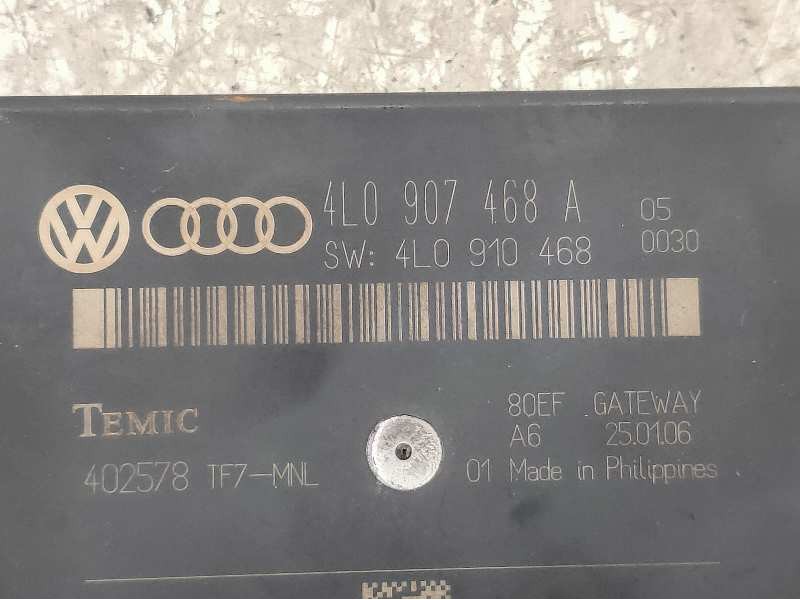 4L0 907 468 A 05
SW: 4L0 910 468 0030
TEMIC 80EF GATEWAY
A6 25.01.06
402578 TF7-MNL 01 Made in Philippines